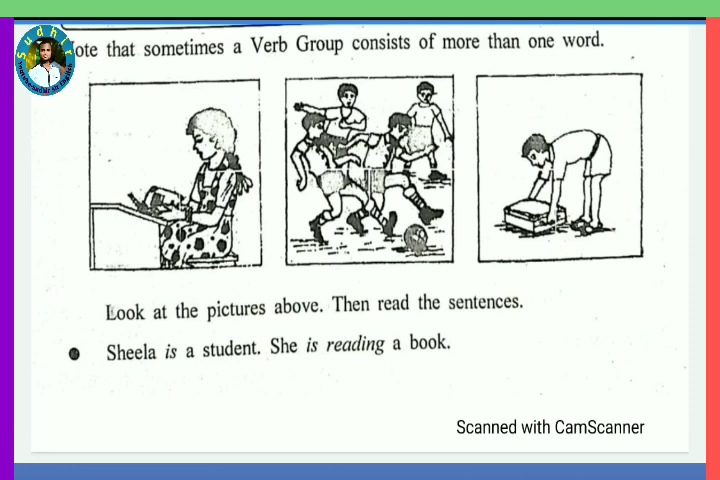 Sudhir
ote that sometimes a Verb Group consists of more than one word.
Look at the pictures above. Then read the sentences.
Sheela is a student. She is reading a book.
Scanned with CamScanner